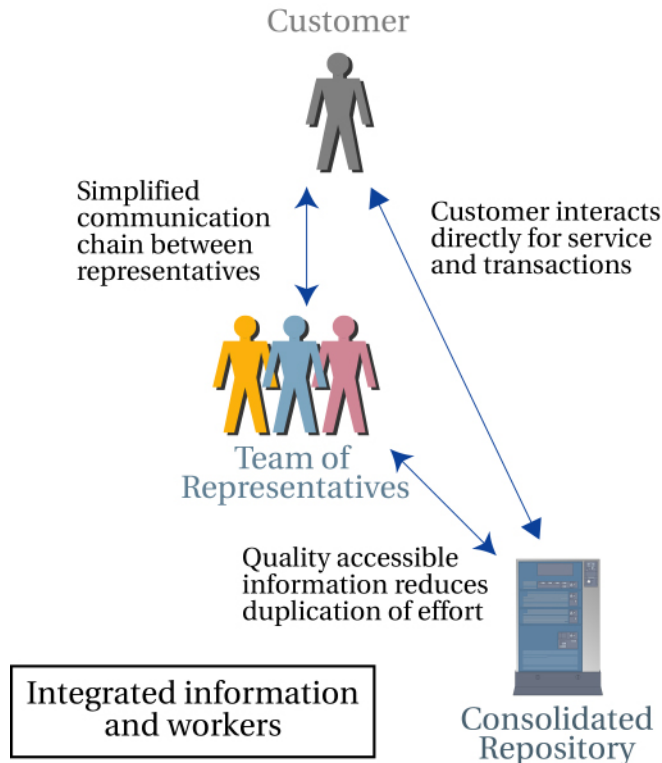 Customer
Simplified
communication
chain between
representatives
Customer interacts
directly for service
and transactions
Team of
Representatives
Quality accessible
information reduces
duplication of effort
Integrated information
and workers
Consolidated
Repository